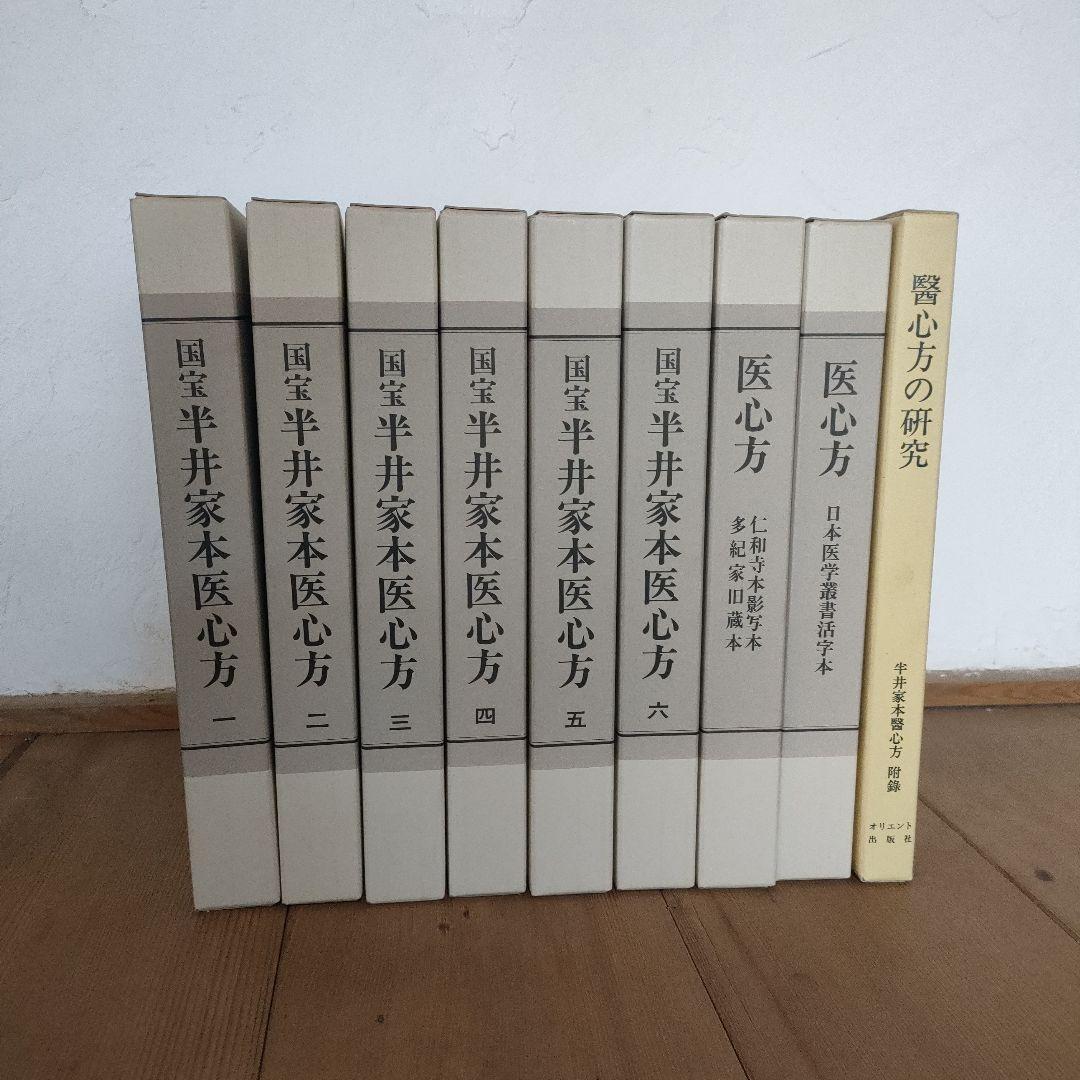 国宝半井家本医心方 一
国宝半井家本医心方 二
国宝半井家本医心方 三
国宝半井家本医心方 四
国宝半井家本医心方 五
国宝半井家本医心方 六
医心方
仁和寺本影写本
多紀家旧蔵本
医心方
日本医学叢書活字本
醫心方の研究
半井家本醫心方 附錄
オリエント
出版社